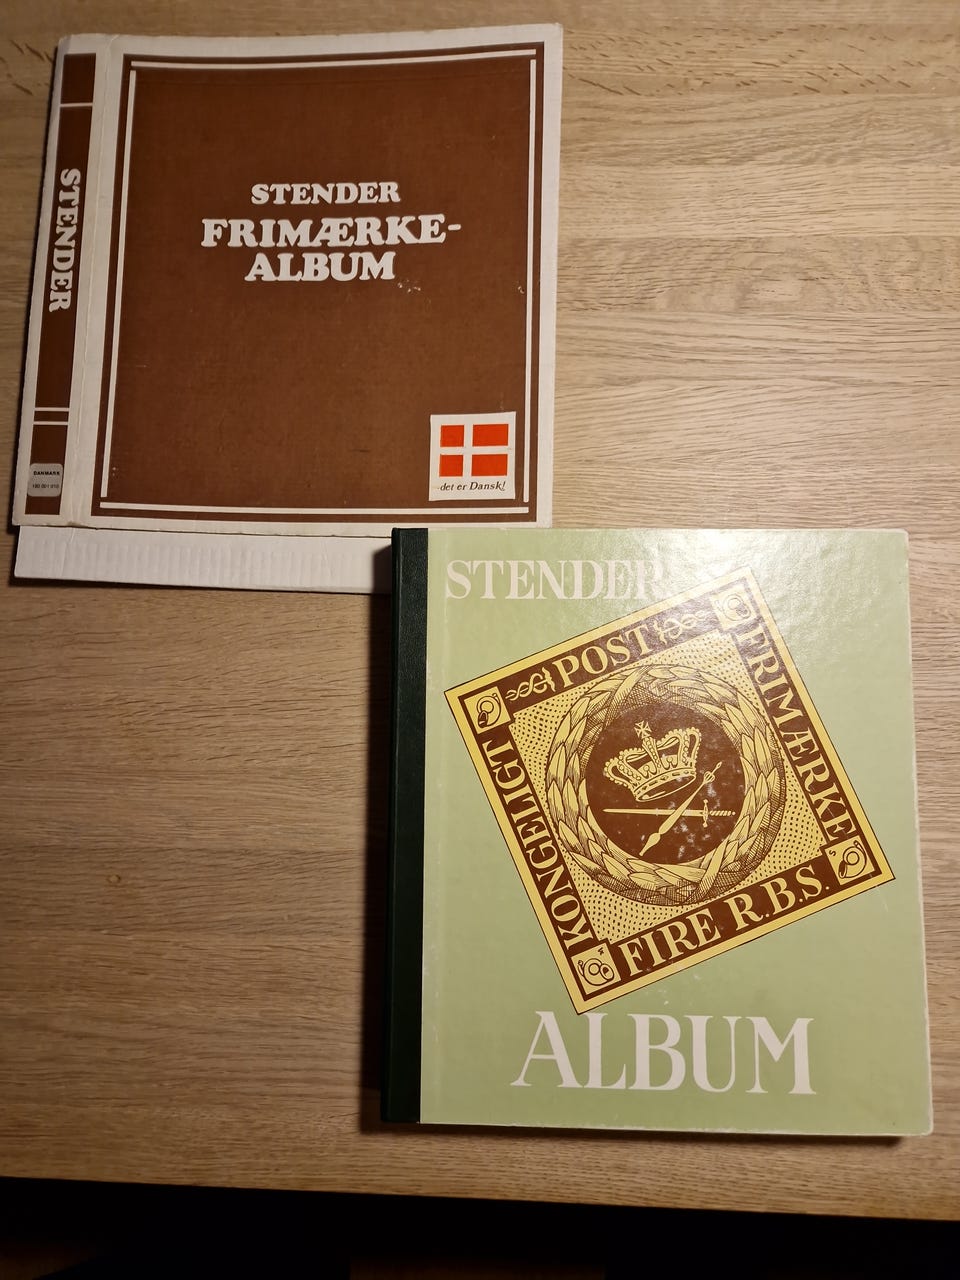 STENDER
FRIMÆRKE-
ALBUM
det er Dansk!
STENDER
DANMARK
STENDER
KONGELIGT
POST
FRIMÆRKE
FIRE R.B.S.
ALBUM